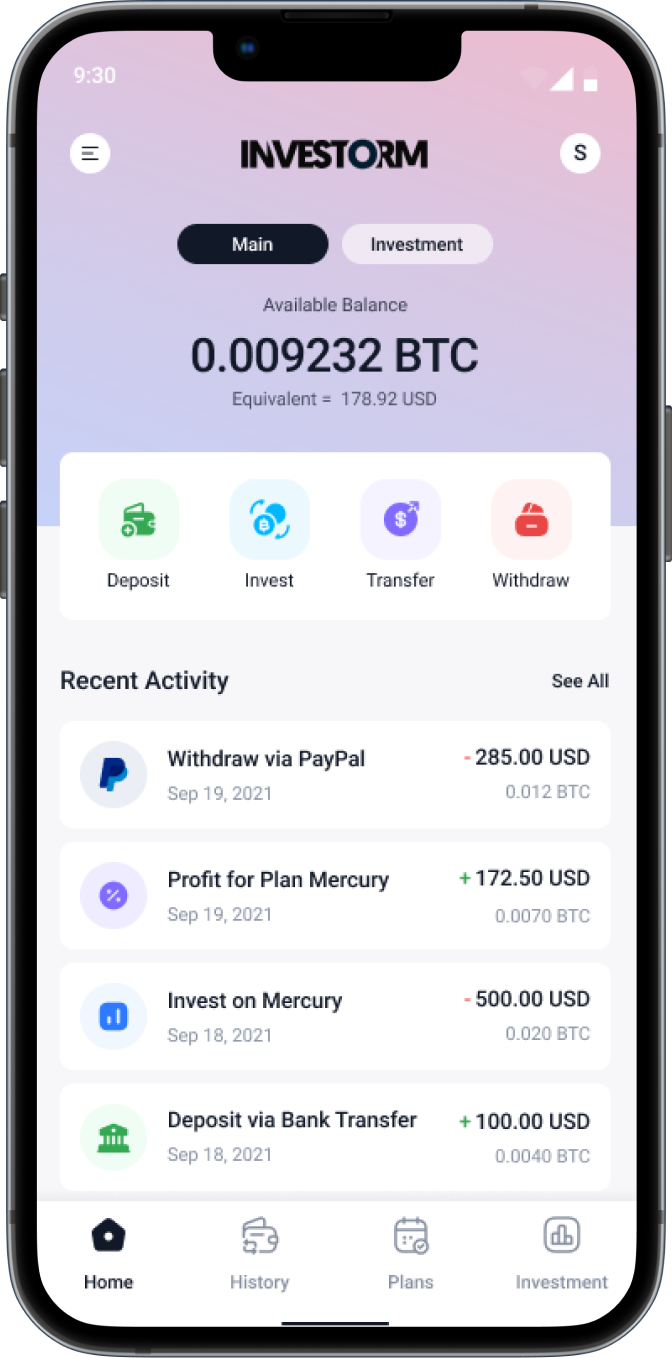 9:30
INVESTORM
S
Main Investment
Available Balance
0.009232 BTC
Equivalent = 178.92 USD
Deposit Invest Transfer Withdraw
Recent Activity See All
Withdraw via PayPal - 285.00 USD
Sep 19, 2021 0.012 BTC
Profit for Plan Mercury + 172.50 USD
Sep 19, 2021 0.0070 BTC
Invest on Mercury - 500.00 USD
Sep 18, 2021 0.020 BTC
Deposit via Bank Transfer + 100.00 USD
Sep 18, 2021 0.0040 BTC
Home History Plans Investment